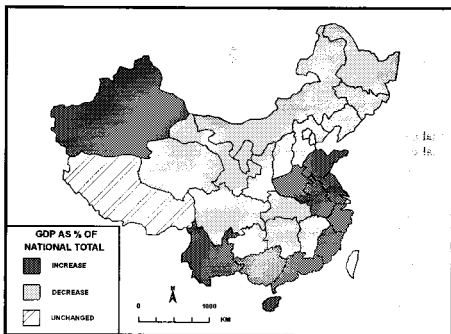 GDP AS % OF
NATIONAL TOTAL
INCREASE
DECREASE
UNCHANGED
N
0 1000
KM